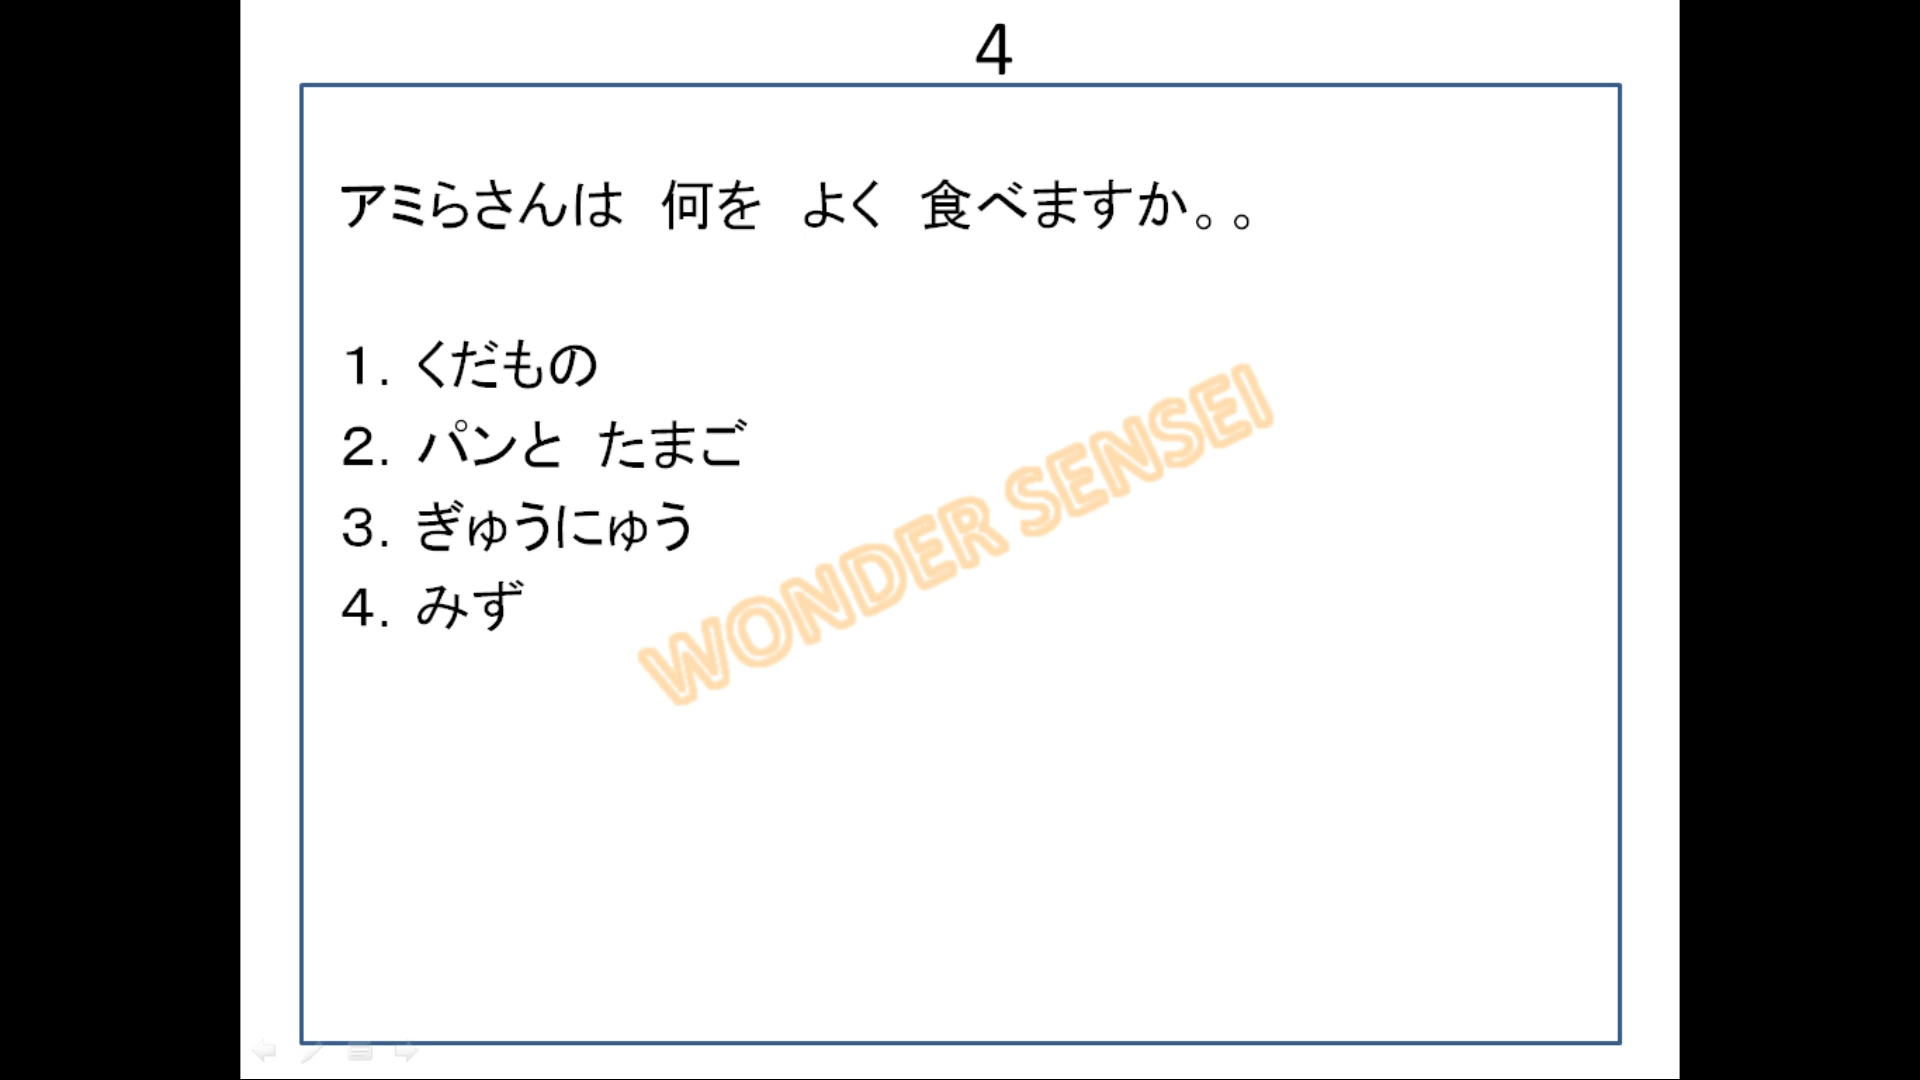 4
アミらさんは 何を よく 食べますか。。
１．くだもの
２．パンと たまご
３．ぎゅうにゅう
４．みず
WONDER SENSEI